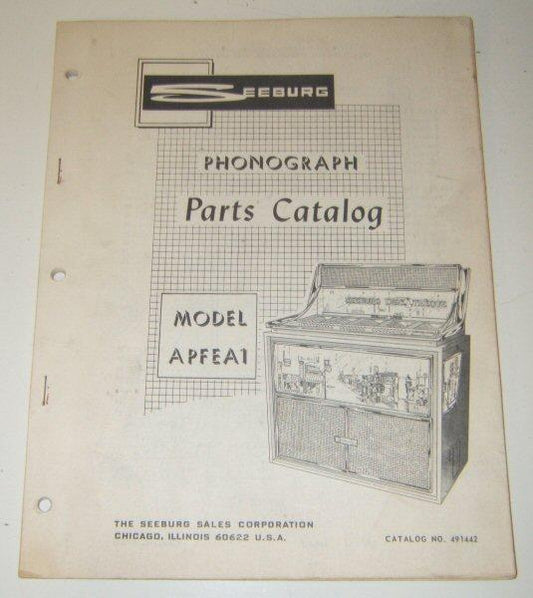 SEEBURG
PHONOGRAPH
Parts Catalog
MODEL
APFEA1
THE SEEBURG SALES CORPORATION
CHICAGO, ILLINOIS 60622 U.S.A.
CATALOG NO. 491442